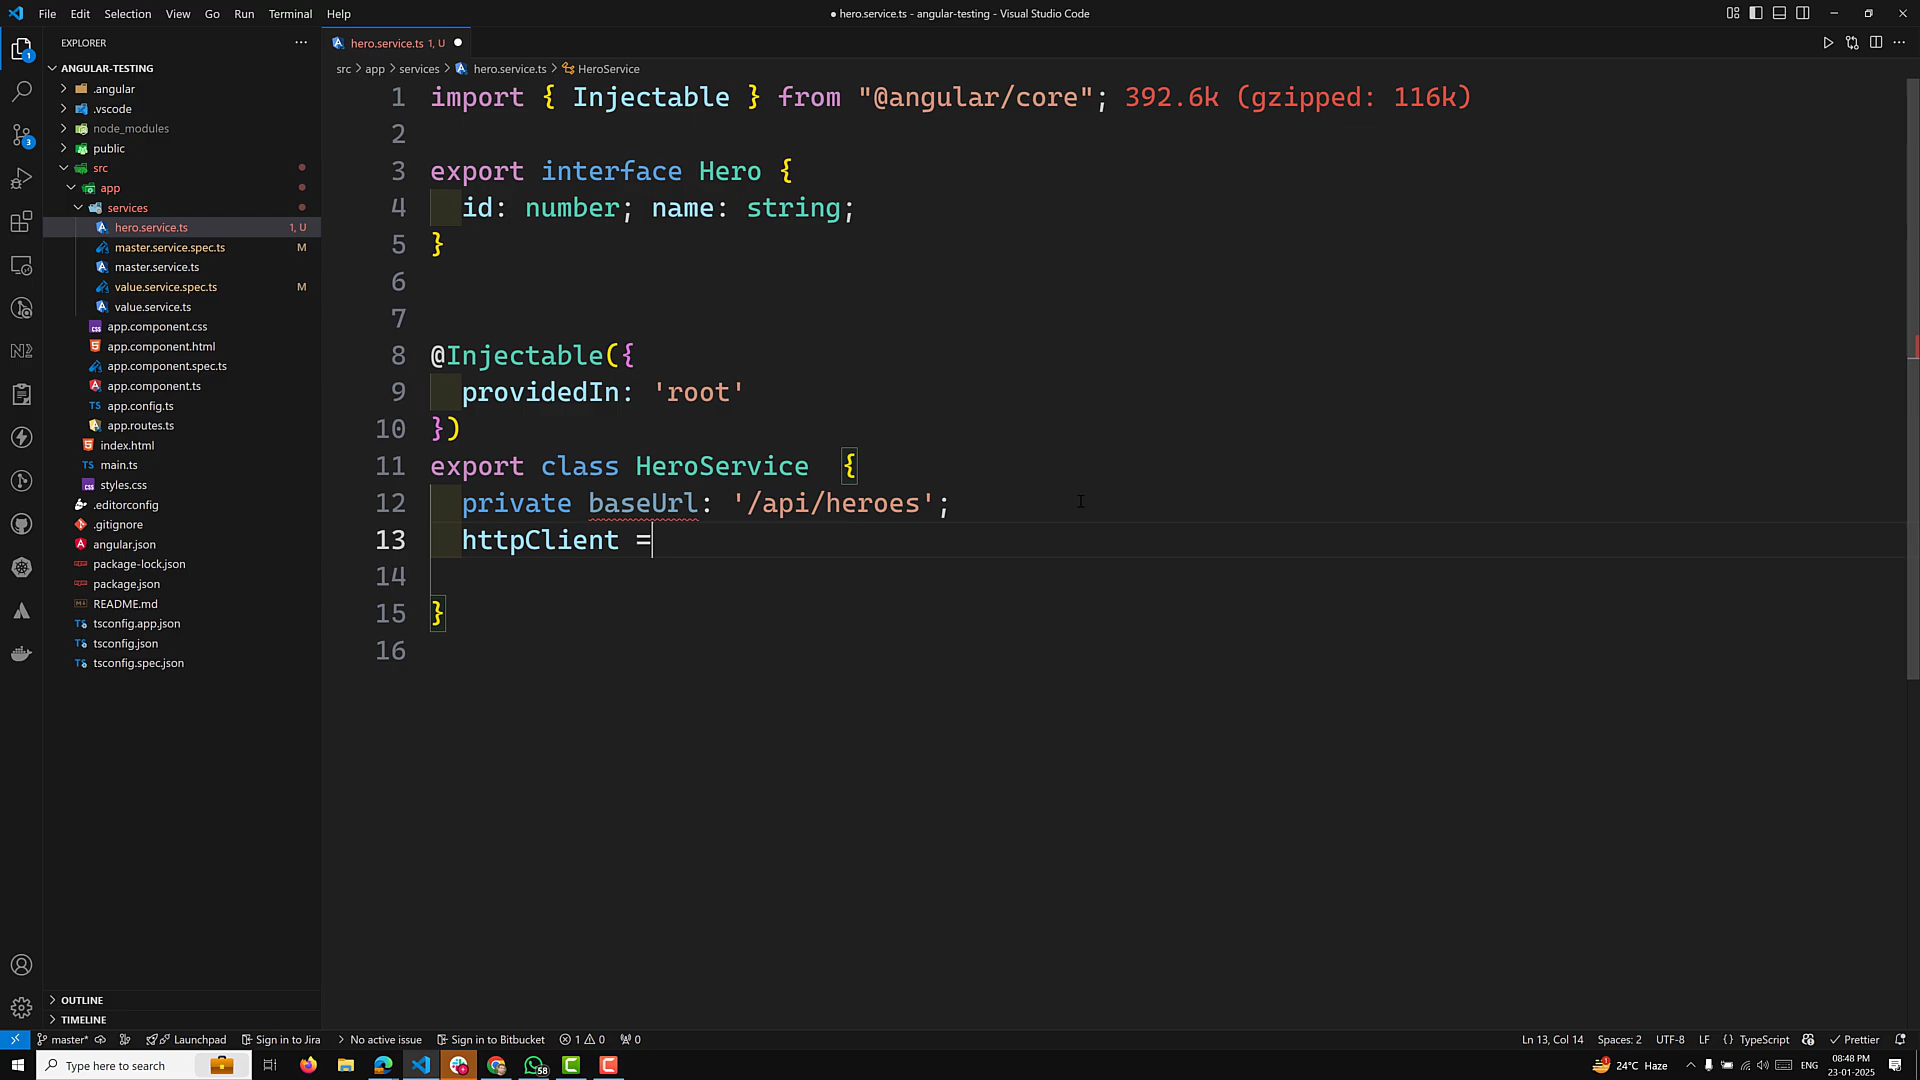 File Edit Selection View Go Run Terminal Help
● hero.service.ts - angular-testing - Visual Studio Code
EXPLORER
ANGULAR-TESTING
.angular
.vscode
node_modules
public
src
app
services
hero.service.ts 1, U
master.service.spec.ts M
master.service.ts
value.service.spec.ts M
value.service.ts
app.component.css
app.component.html
app.component.spec.ts
app.component.ts
app.config.ts
app.routes.ts
index.html
main.ts
styles.css
.editorconfig
.gitignore
angular.json
package-lock.json
package.json
README.md
tsconfig.app.json
tsconfig.json
tsconfig.spec.json
OUTLINE
TIMELINE
hero.service.ts 1, U
src > app > services > hero.service.ts > HeroService
1 import { Injectable } from "@angular/core"; 392.6k (gzipped: 116k)
2
3 export interface Hero {
4 id: number; name: string;
5 }
6
7
8 @Injectable({
9 providedIn: 'root'
10 })
11 export class HeroService {
12 private baseUrl: '/api/heroes';
13 httpClient =
14
15 }
16
master* Launchpad Sign in to Jira No active issue Sign in to Bitbucket 1 0 0
Ln 13, Col 14 Spaces: 2 UTF-8 LF {} TypeScript Prettier
Type here to search
58
24°C Haze ENG 08:48 PM
23-01-2025